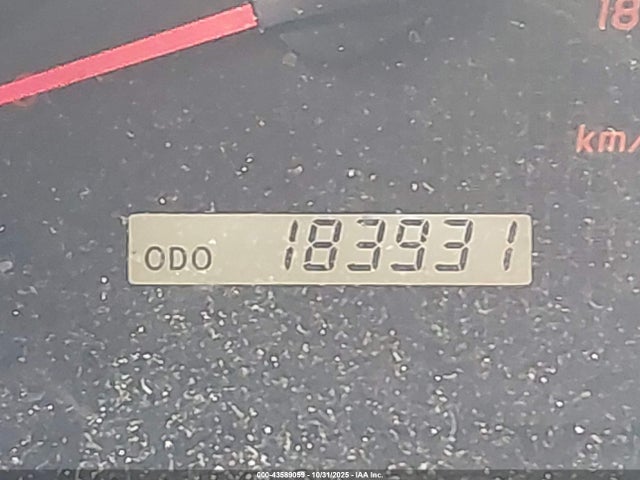 18
km/
ODO 183931
000-43589059 - 10/31/2025 - IAA Inc.